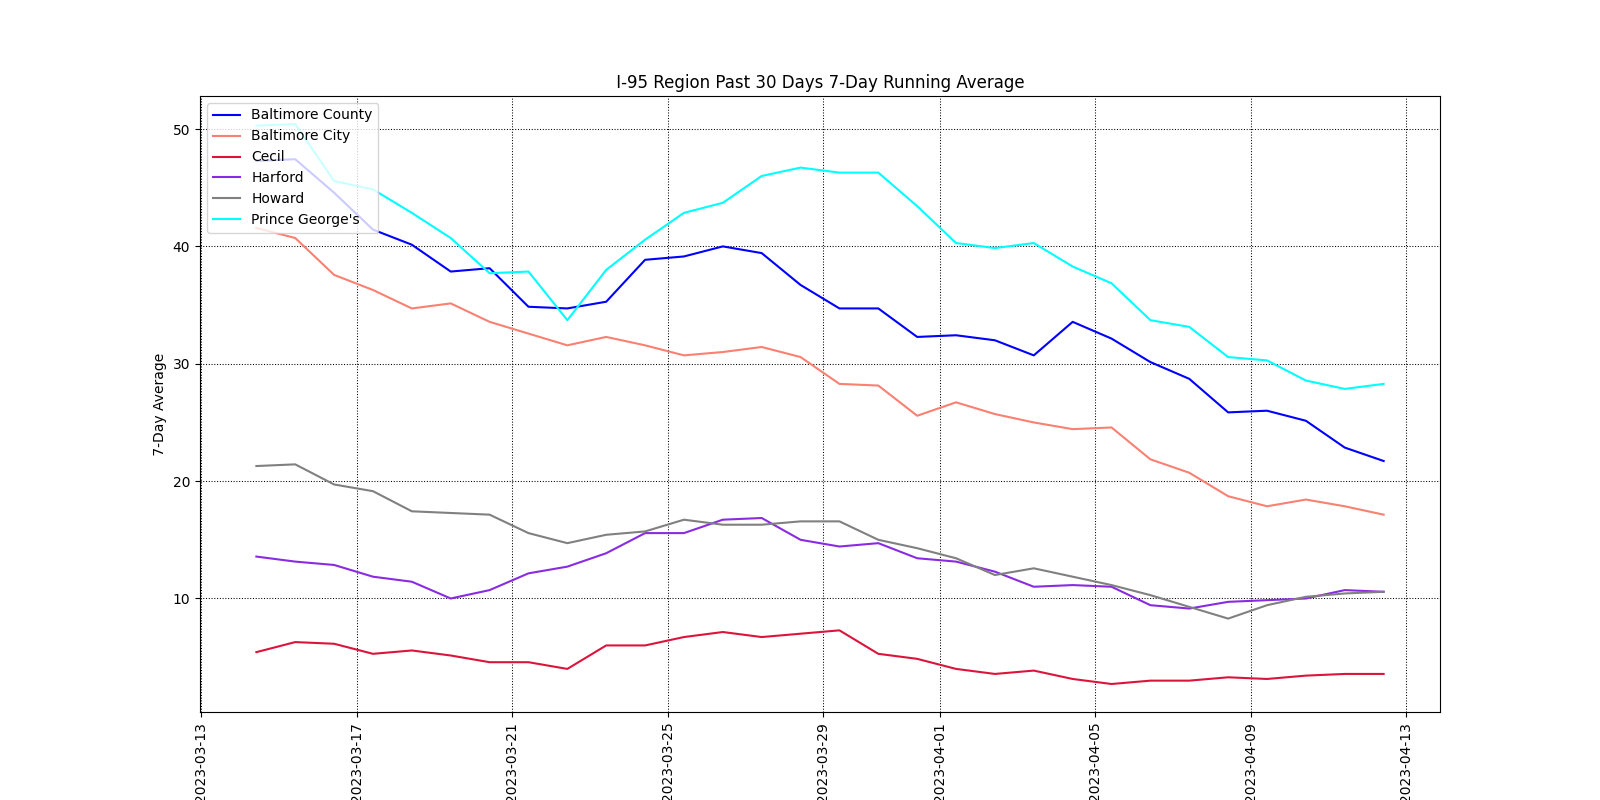 I-95 Region Past 30 Days 7-Day Running Average
Baltimore County
Baltimore City
Cecil
Harford
Howard
Prince George's
7-Day Average
50
40
30
20
10
2023-03-13
2023-03-17
2023-03-21
2023-03-25
2023-03-29
2023-04-01
2023-04-05
2023-04-09
2023-04-13